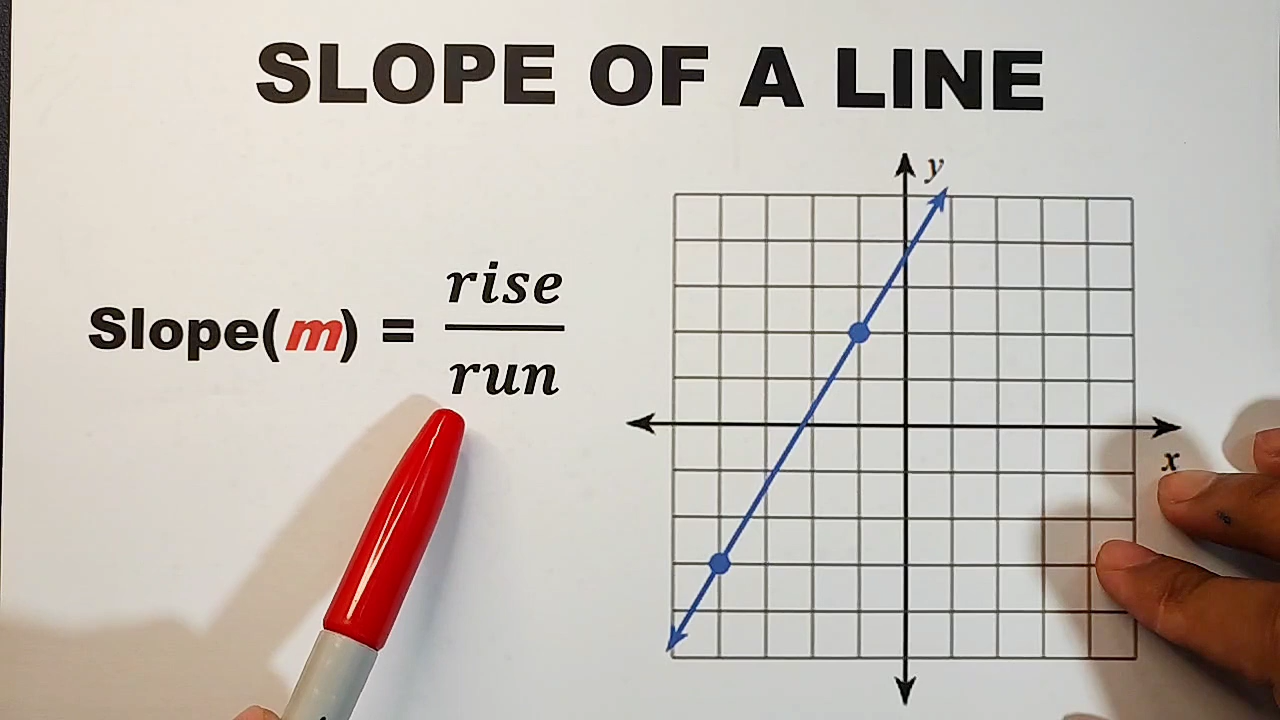 SLOPE OF A LINE
y
Slope(m) = rise/run
x